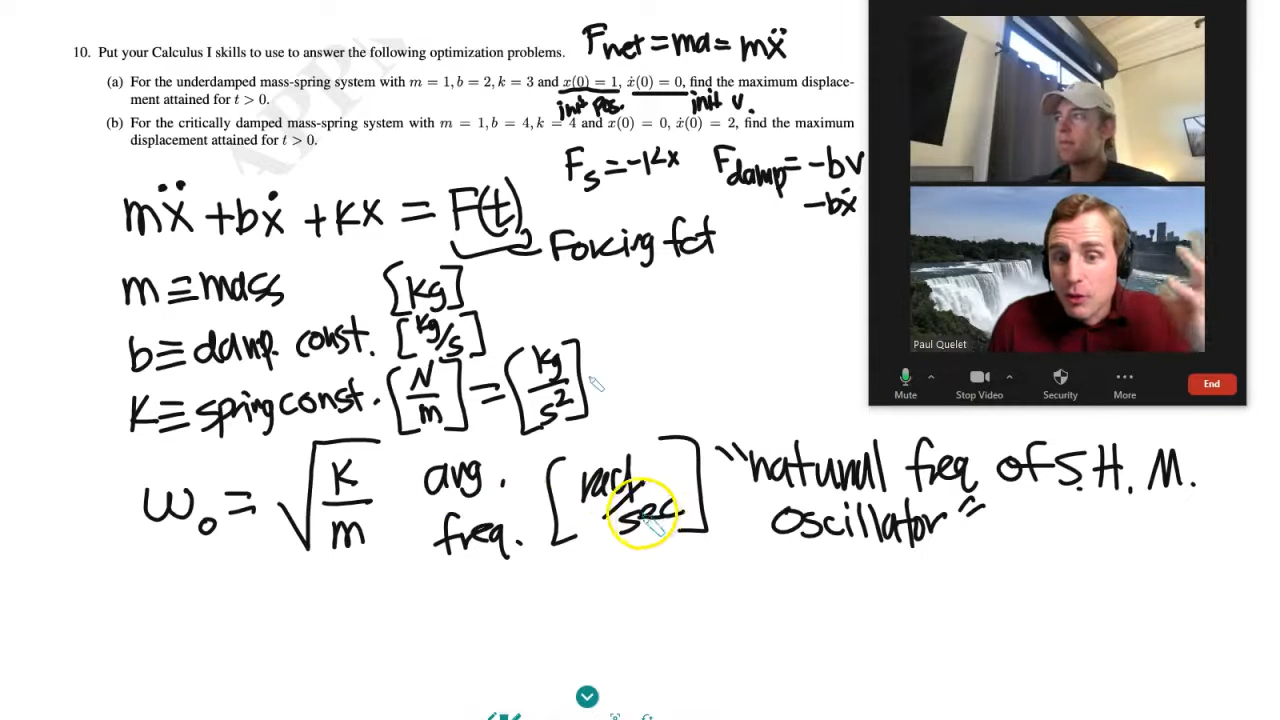 10. Put your Calculus I skills to use to answer the following optimization problems.
Fnet = ma = mẍ
(a) For the underdamped mass-spring system with m = 1, b = 2, k = 3 and x(0) = 1, ẋ(0) = 0, find the maximum displace-
ment attained for t > 0.
init pos. init v.
(b) For the critically damped mass-spring system with m = 1, b = 4, k = 4 and x(0) = 0, ẋ(0) = 2, find the maximum
displacement attained for t > 0.
Fs = -kx Fdamp = -bv
-bẋ
mẍ + bẋ + kx = F(t)
Forcing fct
m ≡ mass [kg]
b ≡ damp. const. [kg/s]
k ≡ spring const. [N/m] = [kg/s²]
ω₀ = √(k/m) ang. freq. [rad/sec] "natural freq of S.H.M.
oscillator"
Paul Quelet
Mute Stop Video Security More End